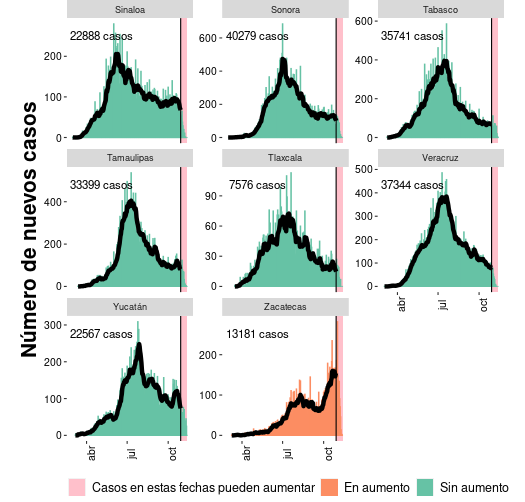 Sinaloa
Sonora
Tabasco
22888 casos
40279 casos
35741 casos
200
100
0
600
400
200
0
600
400
200
0
Tamaulipas
Tlaxcala
Veracruz
33399 casos
7576 casos
37344 casos
400
200
0
90
60
30
0
500
400
300
200
100
0
Yucatán
Zacatecas
22567 casos
13181 casos
300
200
100
0
200
100
0
abr
jul
oct
abr
jul
oct
abr
jul
oct
Número de nuevos casos
Casos en estas fechas pueden aumentar
En aumento
Sin aumento